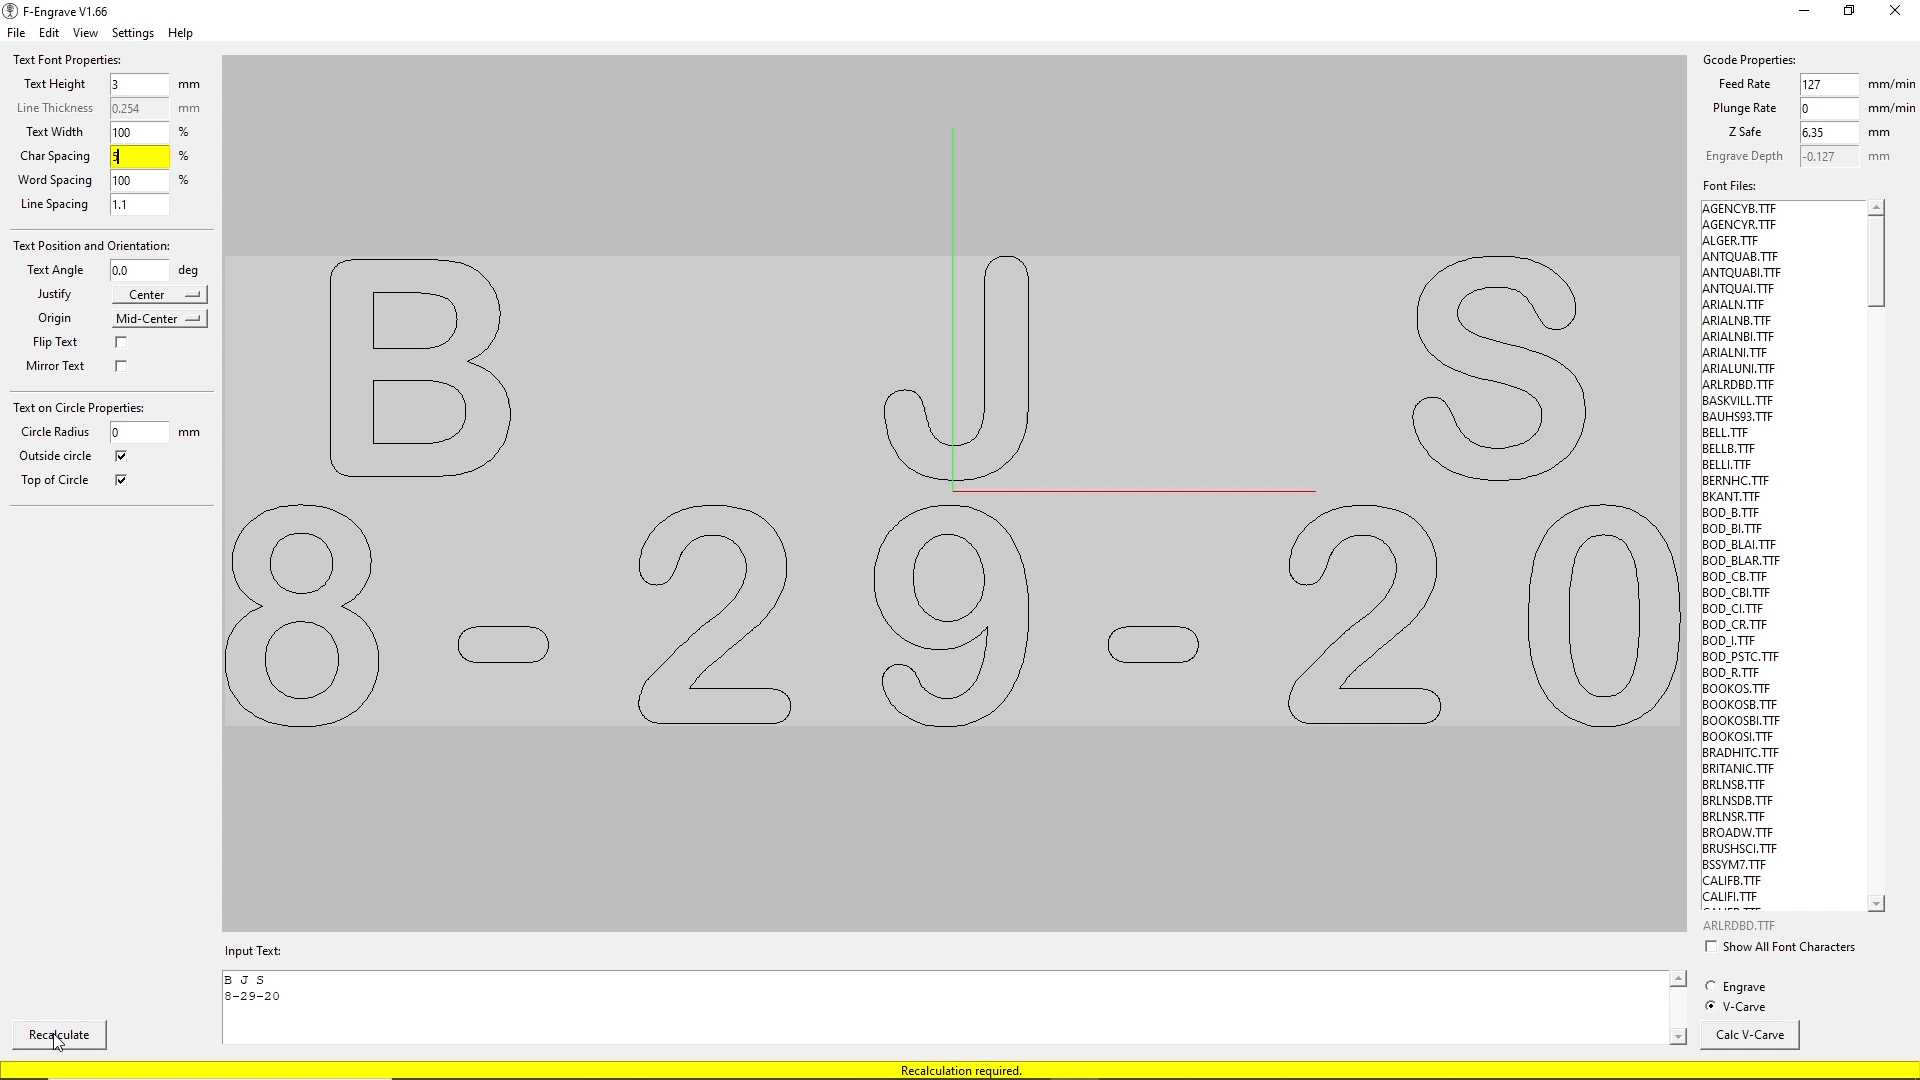 F-Engrave V1.66
File Edit View Settings Help
Text Font Properties:
Text Height 3 mm
Line Thickness 0.254 mm
Text Width 100 %
Char Spacing 5 %
Word Spacing 100 %
Line Spacing 1.1
Text Position and Orientation:
Text Angle 0.0 deg
Justify Center
Origin Mid-Center
Flip Text
Mirror Text
Text on Circle Properties:
Circle Radius 0 mm
Outside circle
Top of Circle
Recalculate
B J S
8-29-20
Input Text:
B J S
8-29-20
Gcode Properties:
Feed Rate 127 mm/min
Plunge Rate 0 mm/min
Z Safe 6.35 mm
Engrave Depth -0.127 mm
Font Files:
AGENCYB.TTF
AGENCYR.TTF
ALGER.TTF
ANTQUAB.TTF
ANTQUABI.TTF
ANTQUAI.TTF
ARIALN.TTF
ARIALNB.TTF
ARIALNBI.TTF
ARIALNI.TTF
ARIALUNI.TTF
ARLRDBD.TTF
BASKVILL.TTF
BAUHS93.TTF
BELL.TTF
BELLB.TTF
BELLI.TTF
BERNHC.TTF
BKANT.TTF
BOD_B.TTF
BOD_BI.TTF
BOD_BLAI.TTF
BOD_BLAR.TTF
BOD_CB.TTF
BOD_CBI.TTF
BOD_CI.TTF
BOD_CR.TTF
BOD_I.TTF
BOD_PSTC.TTF
BOD_R.TTF
BOOKOS.TTF
BOOKOSB.TTF
BOOKOSBI.TTF
BOOKOSI.TTF
BRADHITC.TTF
BRITANIC.TTF
BRLNSB.TTF
BRLNSDB.TTF
BRLNSR.TTF
BROADW.TTF
BRUSHSCI.TTF
BSSYM7.TTF
CALIFB.TTF
CALIFI.TTF
ARLRDBD.TTF
Show All Font Characters
Engrave
V-Carve
Calc V-Carve
Recalculation required.